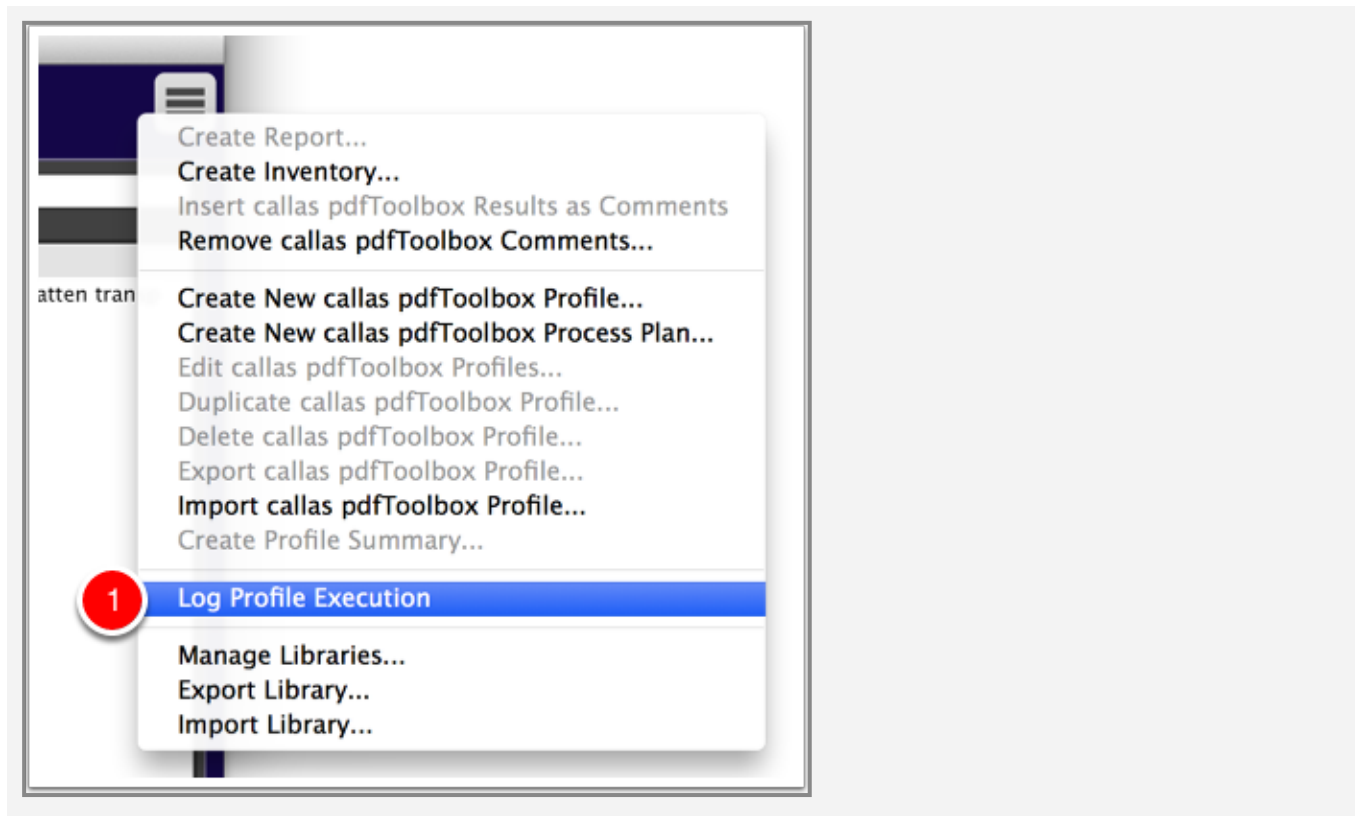 Create Report...
Create Inventory...
Insert callas pdfToolbox Results as Comments
Remove callas pdfToolbox Comments...
atten tran
Create New callas pdfToolbox Profile...
Create New callas pdfToolbox Process Plan...
Edit callas pdfToolbox Profiles...
Duplicate callas pdfToolbox Profile...
Delete callas pdfToolbox Profile...
Export callas pdfToolbox Profile...
Import callas pdfToolbox Profile...
Create Profile Summary...
1
Log Profile Execution
Manage Libraries...
Export Library...
Import Library...